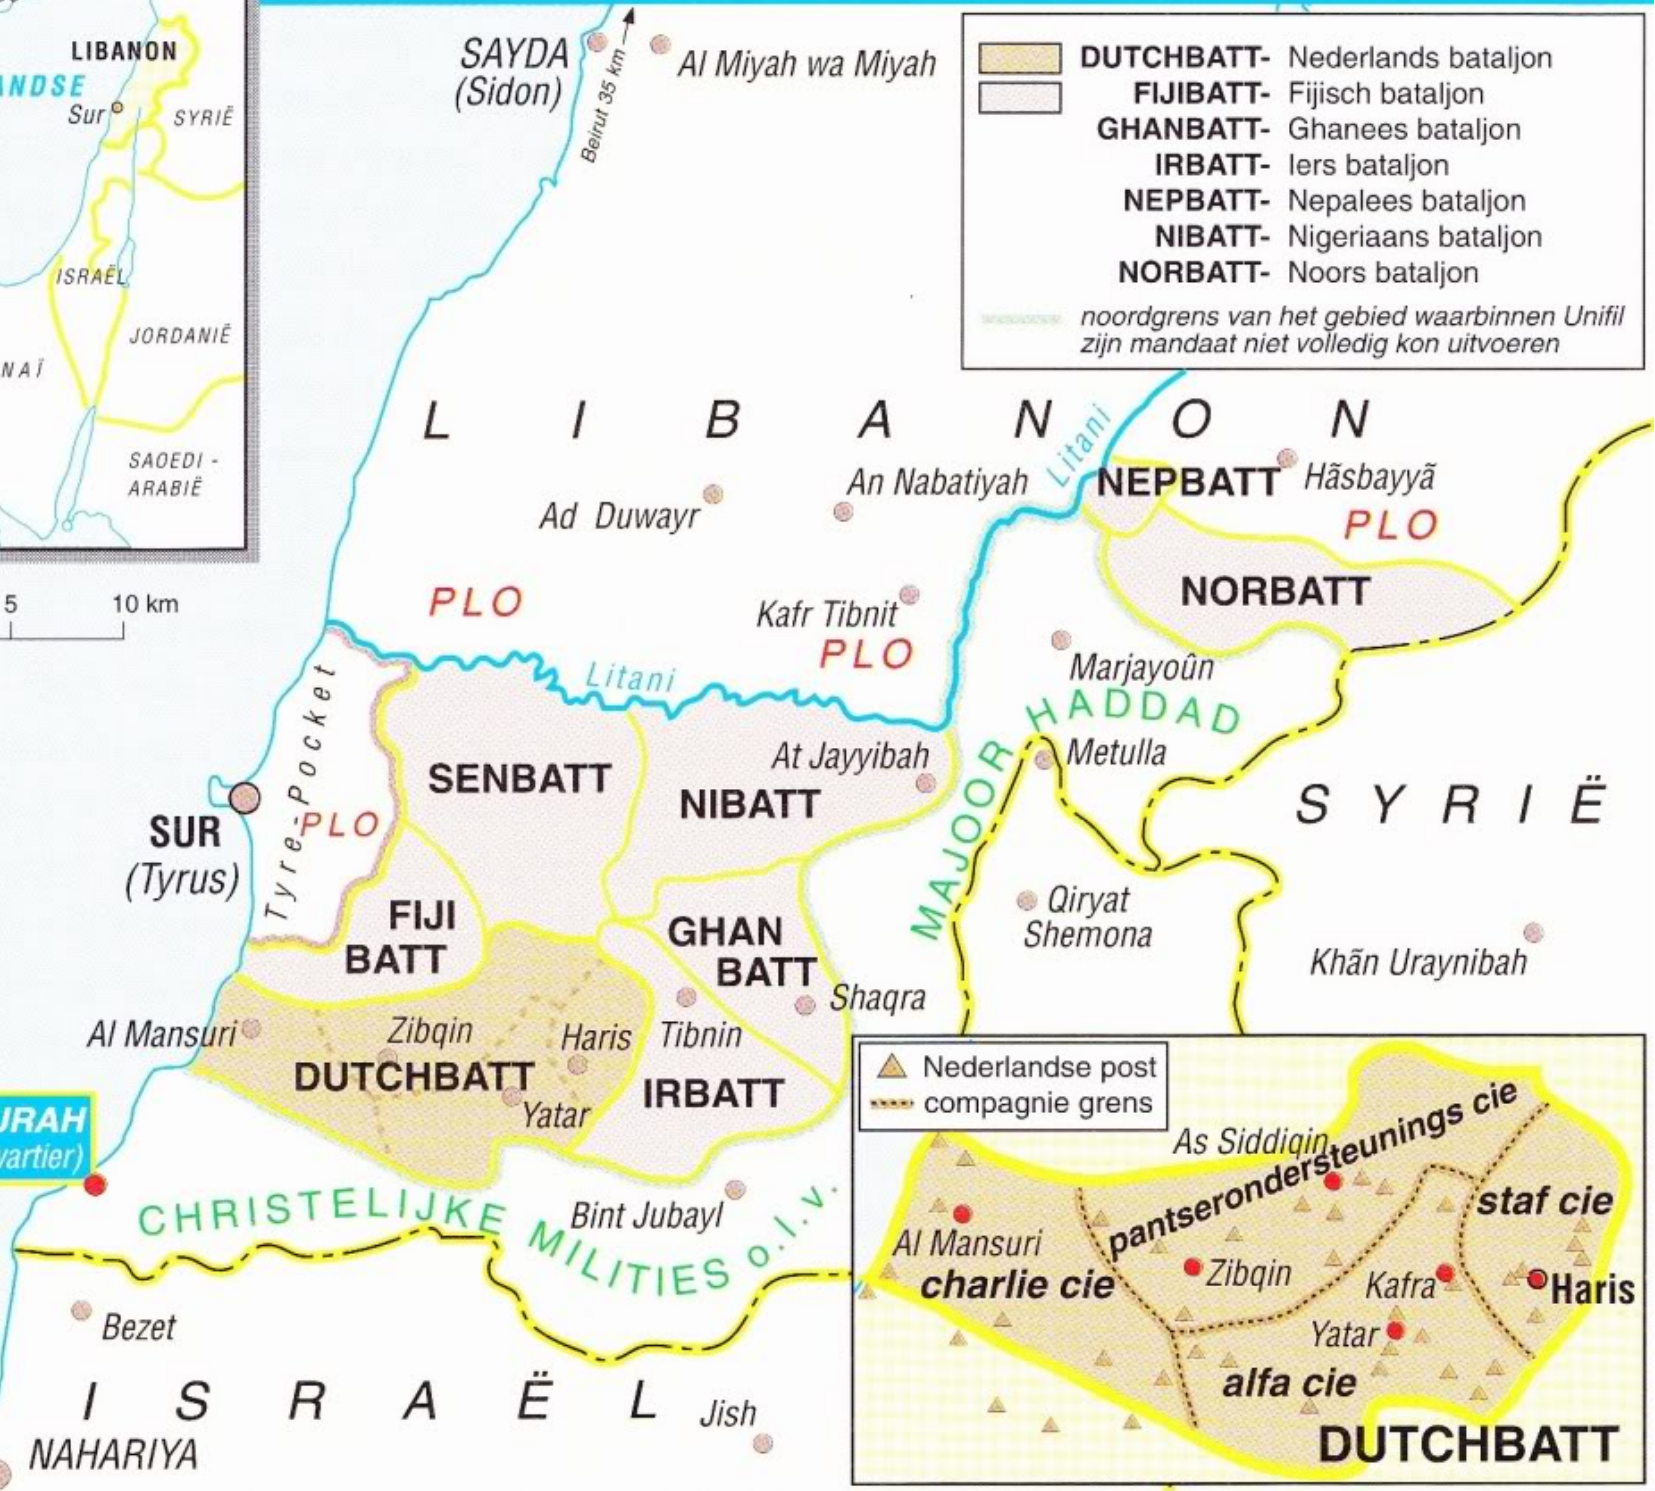 LIBANON
ANDSE
Sur
SYRIË
ISRAËL
JORDANIË
NAÏ
SAOEDI -
ARABIË
5 10 km
SAYDA
(Sidon)
Beirut 35 km
Al Miyah wa Miyah
DUTCHBATT- Nederlands bataljon
FIJIBATT- Fijisch bataljon
GHANBATT- Ghanees bataljon
IRBATT- Iers bataljon
NEPBATT- Nepalees bataljon
NIBATT- Nigeriaans bataljon
NORBATT- Noors bataljon
noordgrens van het gebied waarbinnen Unifil
zijn mandaat niet volledig kon uitvoeren
LIBANON
Litani
An Nabatiyah
NEPBATT
Hãsbayyã
Ad Duwayr
PLO
NORBATT
PLO
Kafr Tibnit
PLO
Marjayoûn
Litani
MAJOOR HADDAD
Metulla
Tyre-Pocket
PLO
SENBATT
At Jayyibah
NIBATT
SYRIË
SUR
(Tyrus)
FIJI
BATT
GHAN
BATT
Qiryat
Shemona
Khãn Uraynibah
Shaqra
Al Mansuri
Zibqin
Haris
Tibnin
DUTCHBATT
IRBATT
Yatar
URAH
vartier)
CHRISTELIJKE MILITIES o.l.v.
Bint Jubayl
Bezet
ISRAËL
Jish
NAHARIYA
Nederlandse post
compagnie grens
As Siddiqin
pantserondersteunings cie
staf cie
Al Mansuri
charlie cie
Zibqin
Kafra
Haris
Yatar
alfa cie
DUTCHBATT